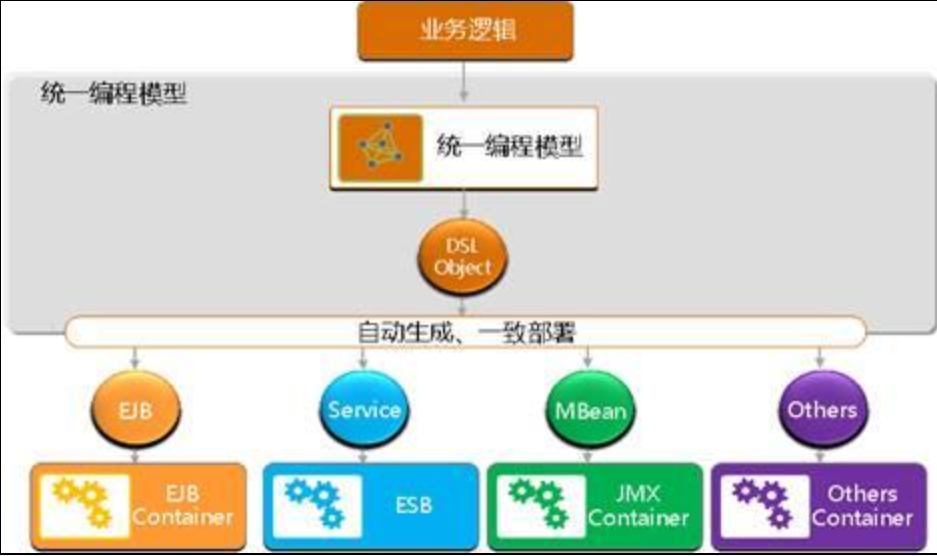 业务逻辑
统一编程模型
统一编程模型
DSL
Object
自动生成、一致部署
EJB
Service
MBean
Others
EJB
Container
ESB
JMX
Container
Others
Container